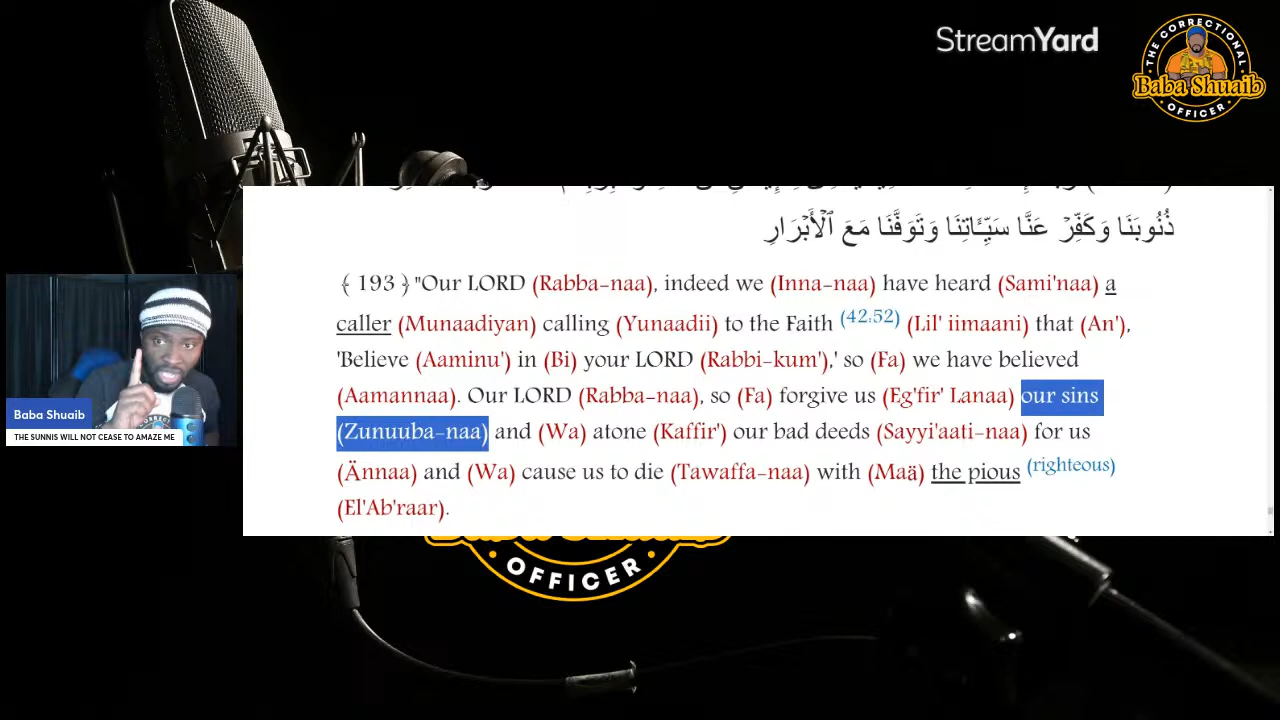 StreamYard
THE CORRECTIONAL
Baba Shuaib
OFFICER
ذُنُوبَنَا وَكَفِّرْ عَنَّا سَيِّـَٔاتِنَا وَتَوَفَّنَا مَعَ ٱلْأَبْرَارِ
﴾ 193 ﴿ "Our LORD (Rabba-naa), indeed we (Inna-naa) have heard (Sami'naa) a
caller (Munaadiyan) calling (Yunaadii) to the Faith (42:52) (Lil' iimaani) that (An'),
'Believe (Aaminu') in (Bi) your LORD (Rabbi-kum'),' so (Fa) we have believed
(Aamannaa). Our LORD (Rabba-naa), so (Fa) forgive us (Eg'fir' Lanaa) our sins
(Zunuuba-naa) and (Wa) atone (Kaffir') our bad deeds (Sayyi'aati-naa) for us
(Ännaa) and (Wa) cause us to die (Tawaffa-naa) with (Maä) the pious (righteous)
(El'Ab'raar).
Baba Shuaib
THE SUNNIS WILL NOT CEASE TO AMAZE ME
OFFICER